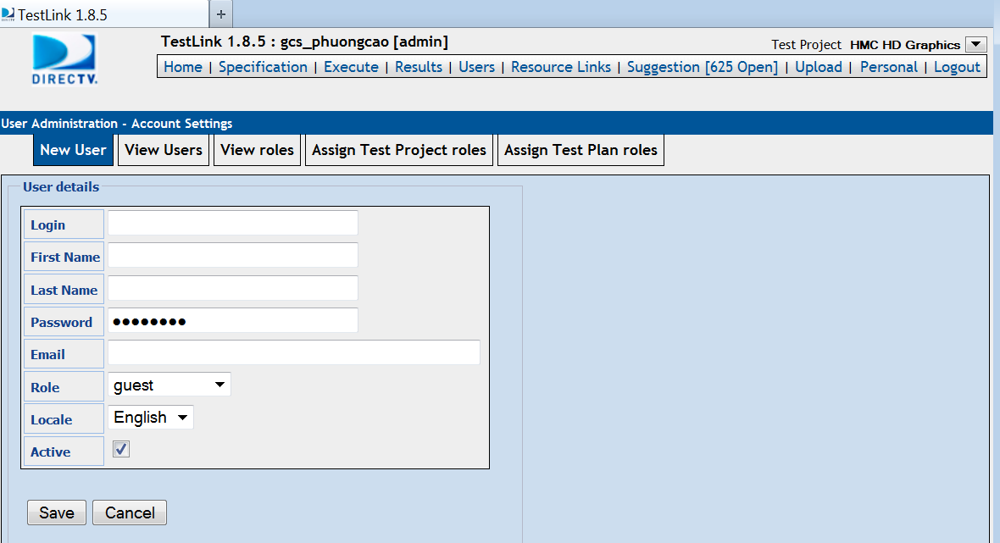 TestLink 1.8.5 +
DIRECTV.
TestLink 1.8.5 : gcs_phuongcao [admin]
Test Project HMC HD Graphics
Home | Specification | Execute | Results | Users | Resource Links | Suggestion [625 Open] | Upload | Personal | Logout
User Administration - Account Settings
New User View Users View roles Assign Test Project roles Assign Test Plan roles
User details
Login
First Name
Last Name
Password ●●●●●●●●
Email
Role guest
Locale English
Active
Save Cancel